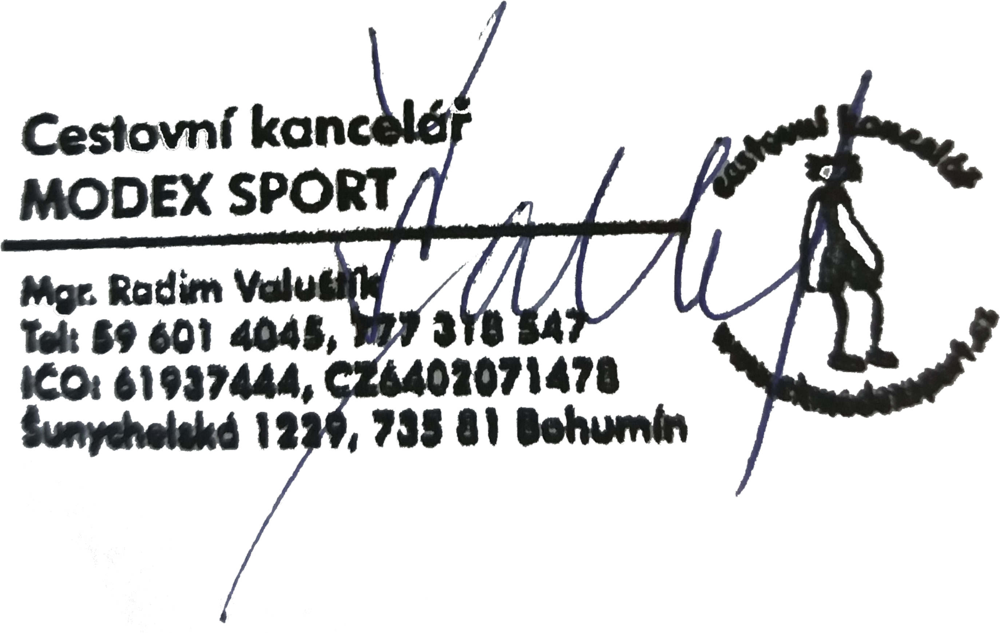 Cestovní kancelář
MODEX SPORT
Mgr. Radim
Tel: 59 601 4045, 777 318 547
IČO: 61937444, CZ6402071478
Šunychelská 1229, 735 81 Bohumín
Cestovní kancelář